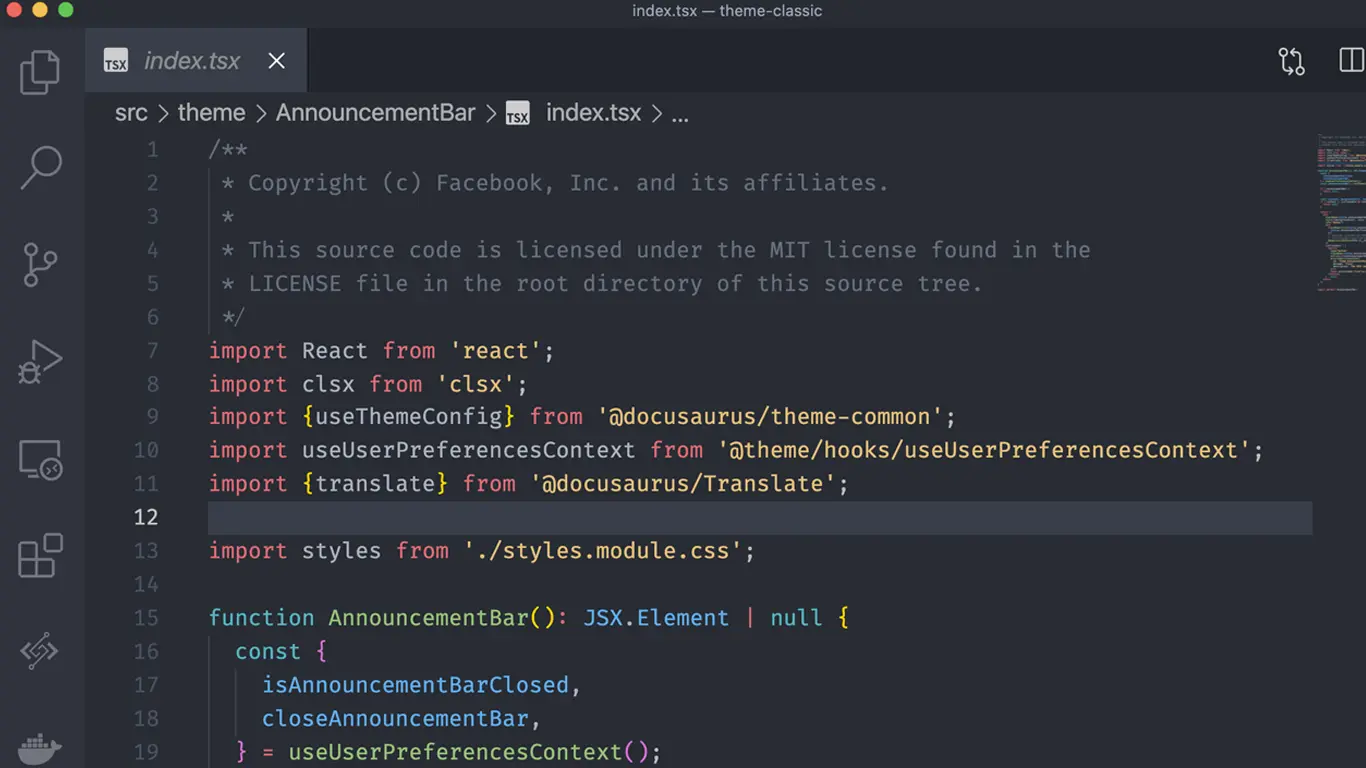 index.tsx — theme-classic
TSX index.tsx
src > theme > AnnouncementBar > TSX index.tsx > ...
1 /**
2  * Copyright (c) Facebook, Inc. and its affiliates.
3  *
4  * This source code is licensed under the MIT license found in the
5  * LICENSE file in the root directory of this source tree.
6  */
7 import React from 'react';
8 import clsx from 'clsx';
9 import {useThemeConfig} from '@docusaurus/theme-common';
10 import useUserPreferencesContext from '@theme/hooks/useUserPreferencesContext';
11 import {translate} from '@docusaurus/Translate';
12
13 import styles from './styles.module.css';
14
15 function AnnouncementBar(): JSX.Element | null {
16   const {
17     isAnnouncementBarClosed,
18     closeAnnouncementBar,
19   } = useUserPreferencesContext();